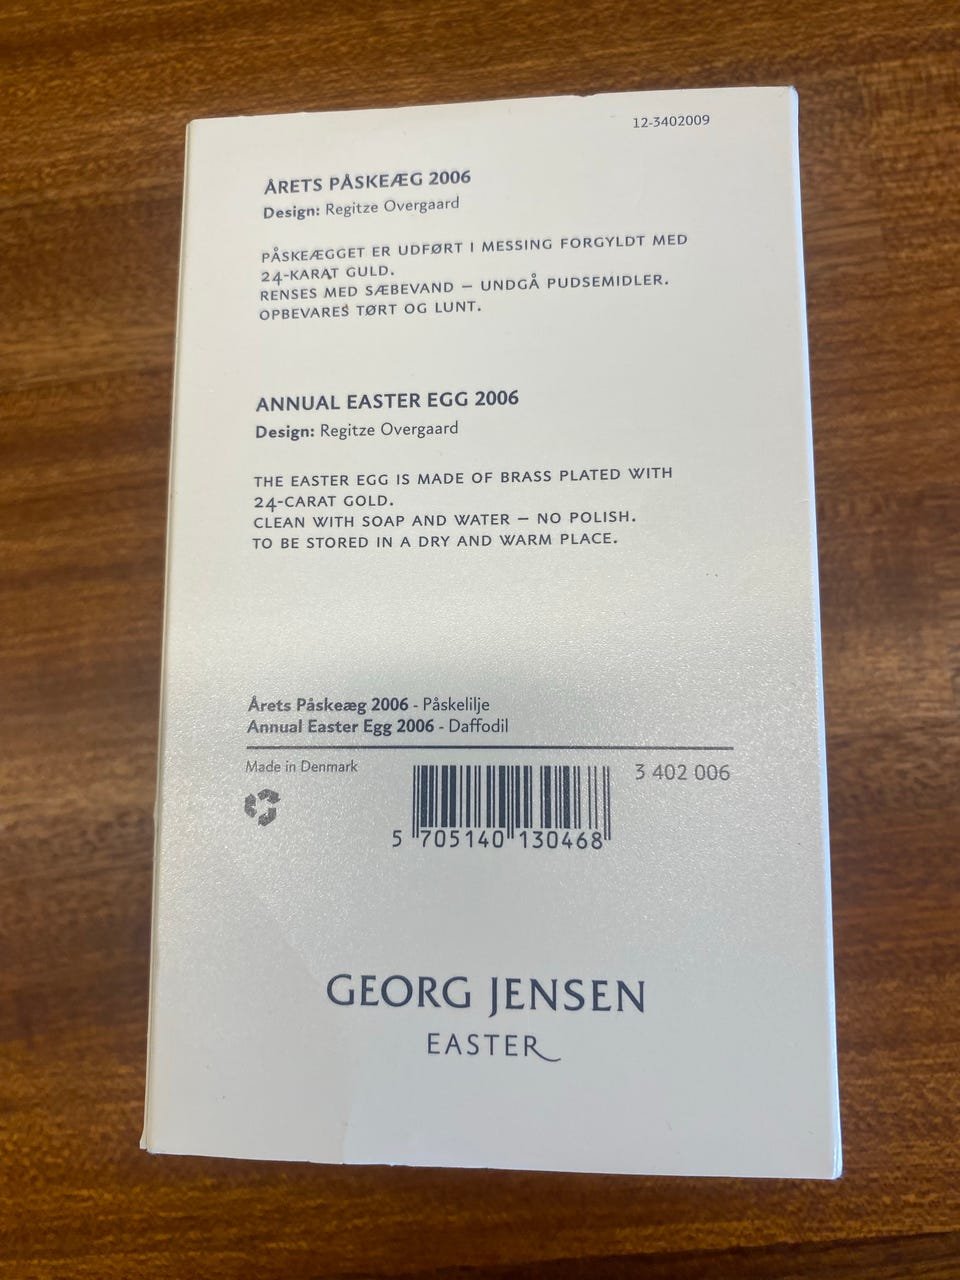 12-3402009
ÅRETS PÅSKEÆG 2006
Design: Regitze Overgaard
PÅSKEÆGGET ER UDFØRT I MESSING FORGYLDT MED
24-KARAT GULD.
RENSES MED SÆBEVAND – UNDGÅ PUDSEMIDLER.
OPBEVARES TØRT OG LUNT.
ANNUAL EASTER EGG 2006
Design: Regitze Overgaard
THE EASTER EGG IS MADE OF BRASS PLATED WITH
24-CARAT GOLD.
CLEAN WITH SOAP AND WATER – NO POLISH.
TO BE STORED IN A DRY AND WARM PLACE.
Årets Påskeæg 2006 - Påskelilje
Annual Easter Egg 2006 - Daffodil
Made in Denmark
3 402 006
5 705140 130468
GEORG JENSEN
EASTER